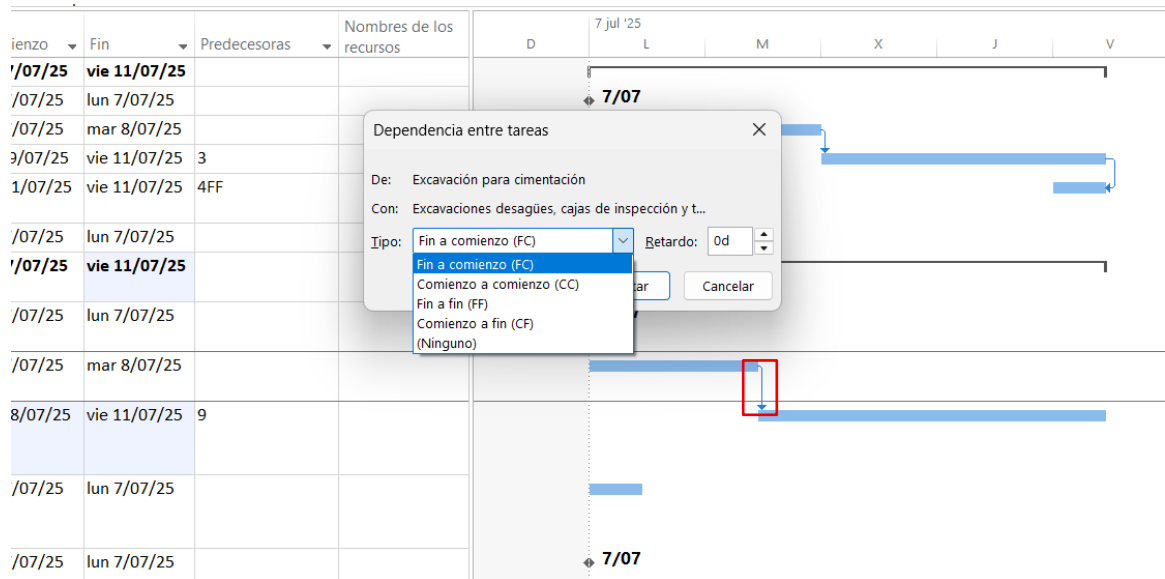 7 jul '25
Nombres de los
ienzo Fin Predecesoras recursos D L M X J V
7/07/25 vie 11/07/25
/07/25 lun 7/07/25 7/07
/07/25 mar 8/07/25
9/07/25 vie 11/07/25 3
1/07/25 vie 11/07/25 4FF
/07/25 lun 7/07/25
7/07/25 vie 11/07/25
/07/25 lun 7/07/25
/07/25 mar 8/07/25
8/07/25 vie 11/07/25 9
/07/25 lun 7/07/25
/07/25 lun 7/07/25 7/07
Dependencia entre tareas
De: Excavación para cimentación
Con: Excavaciones desagües, cajas de inspección y t...
Tipo: Fin a comienzo (FC) Retardo: 0d
Fin a comienzo (FC)
Comienzo a comienzo (CC)
Fin a fin (FF)
Comienzo a fin (CF)
(Ninguno)
tar Cancelar